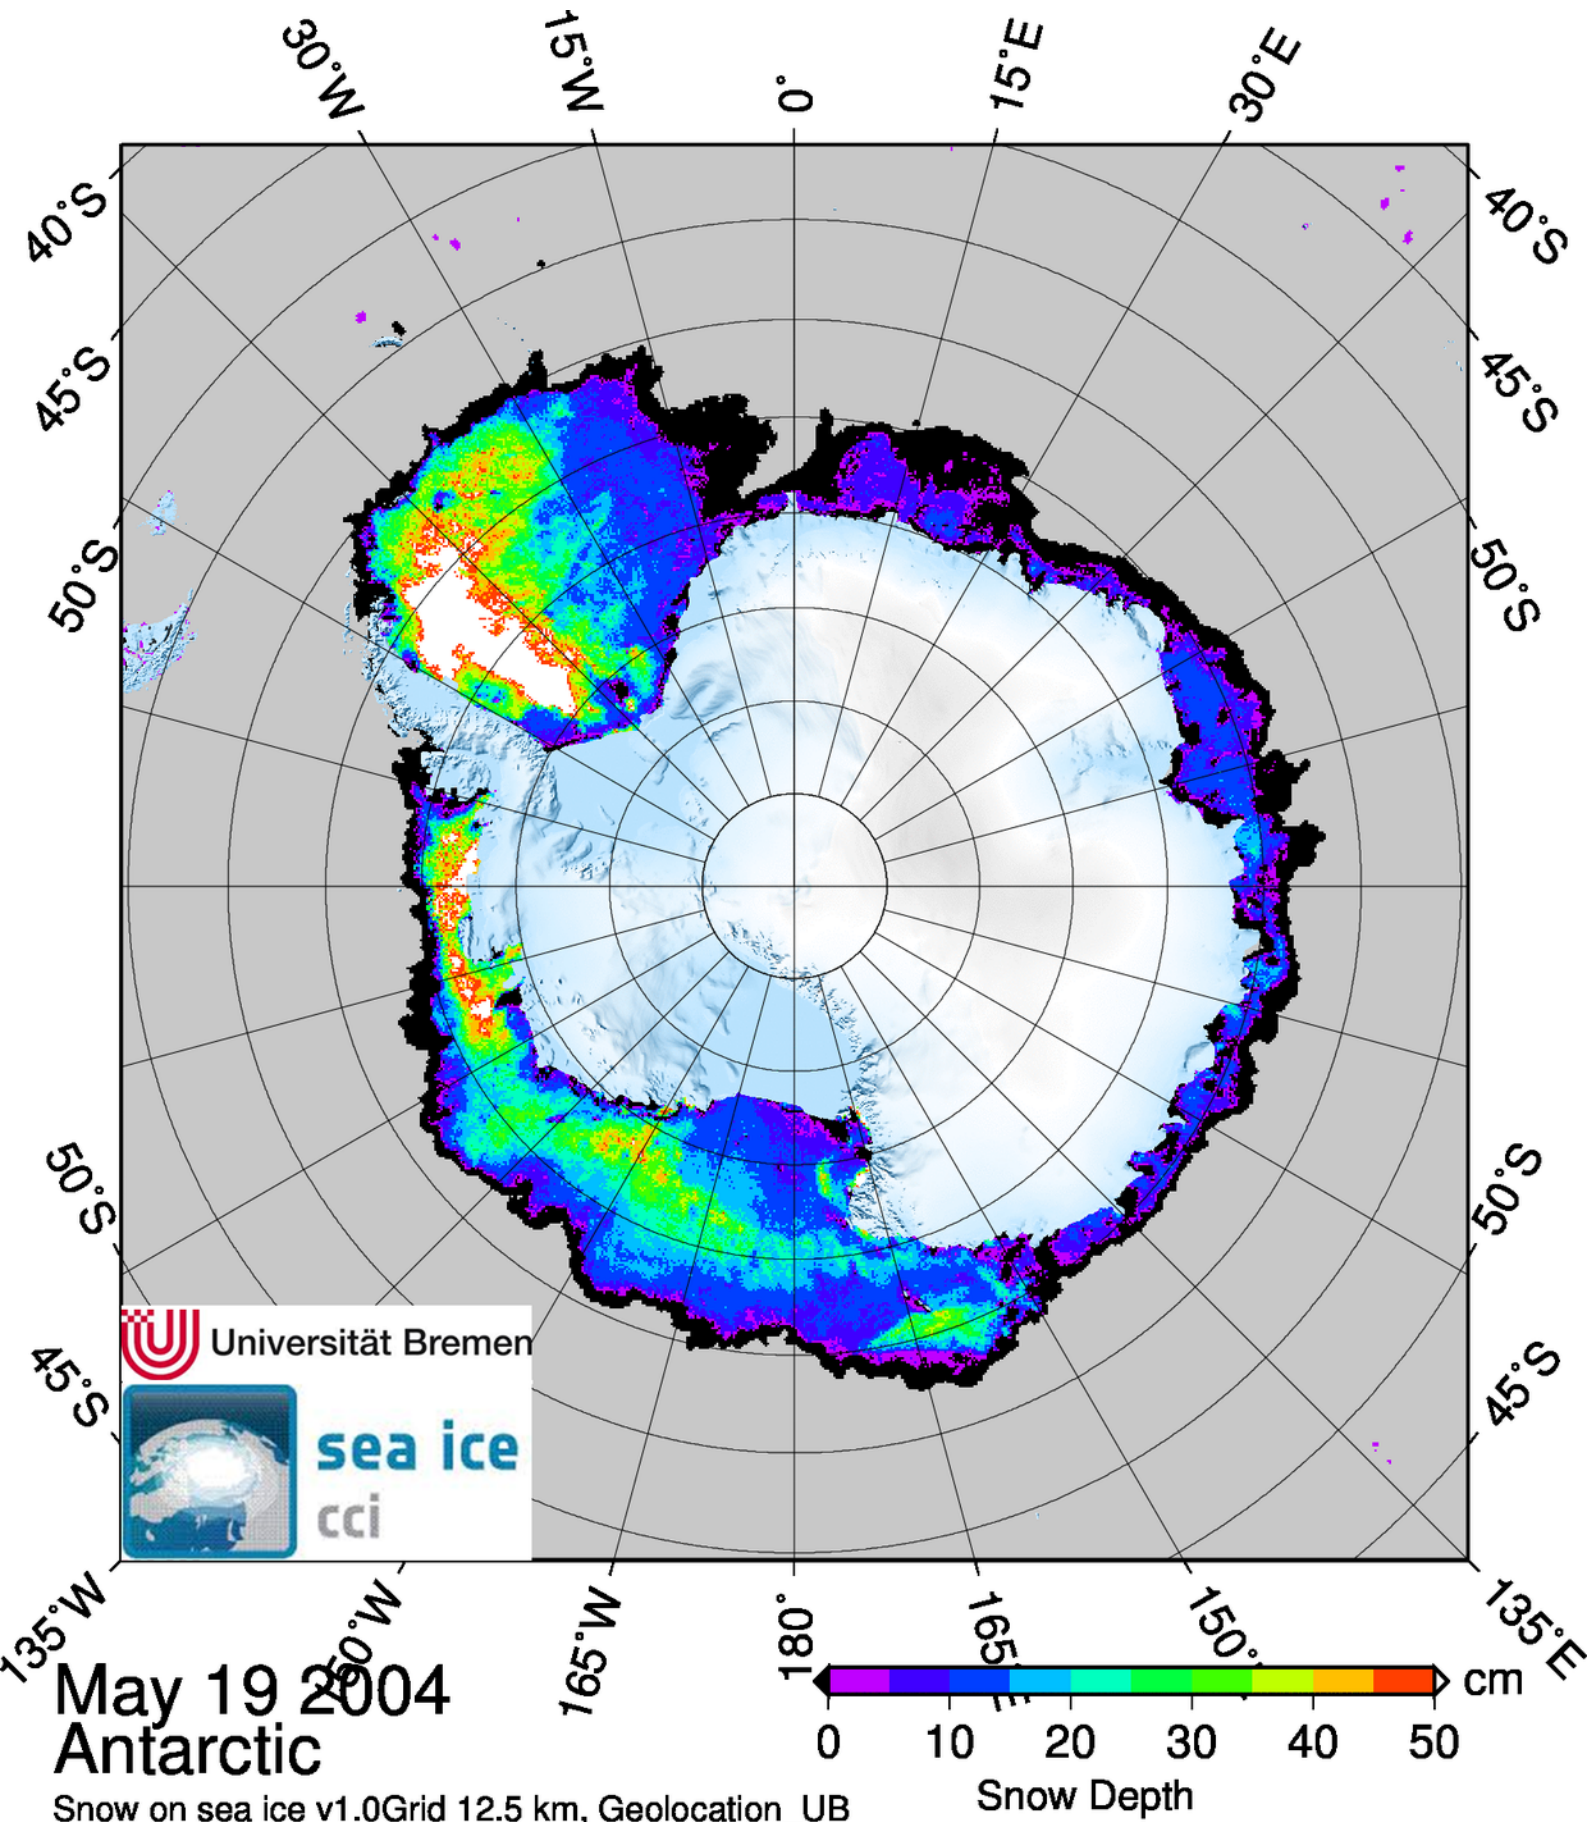 30°W
15°W
0°
15°E
30°E
40°S
40°S
45°S
45°S
50°S
50°S
50°S
50°S
45°S
45°S
Universität Bremen
sea ice
cci
135°W
165°W
180°
135°E
May 19 2004
Antarctic
Snow on sea ice v1.0Grid 12.5 km, Geolocation UB
cm
0 10 20 30 40 50
Snow Depth